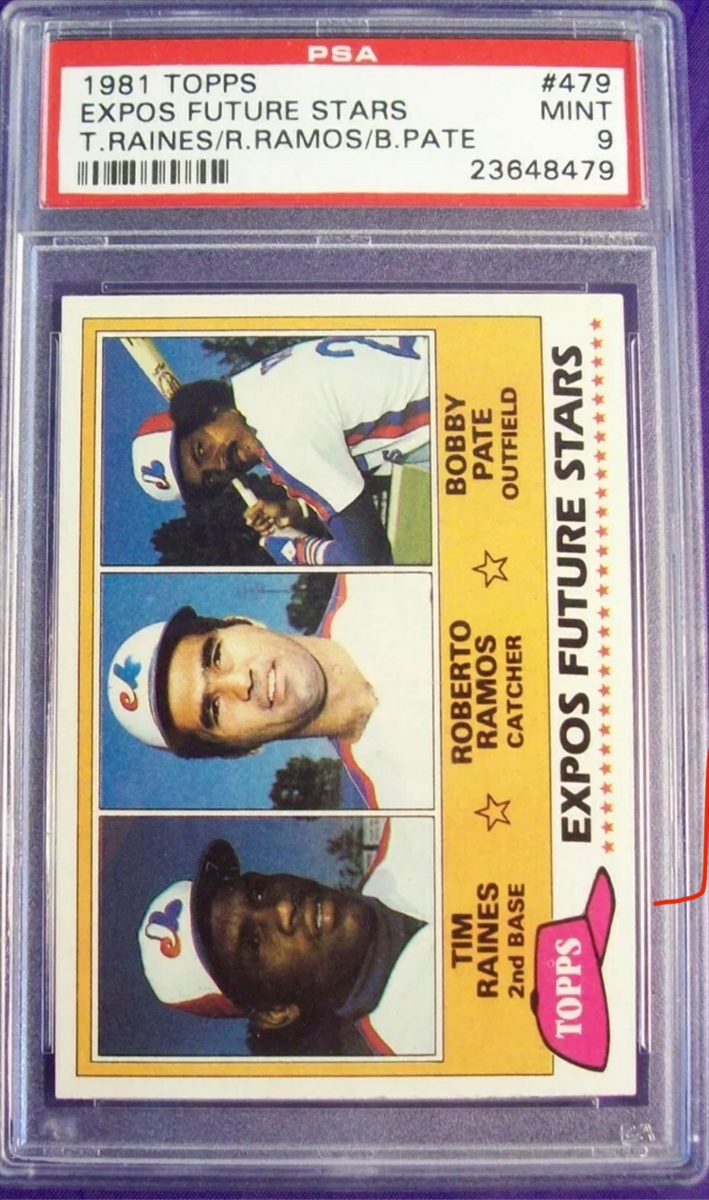 PSA
1981 TOPPS #479
EXPOS FUTURE STARS MINT
T.RAINES/R.RAMOS/B.PATE 9
23648479
TIM
RAINES
2nd BASE
ROBERTO
RAMOS
CATCHER
BOBBY
PATE
OUTFIELD
TOPPS
EXPOS FUTURE STARS